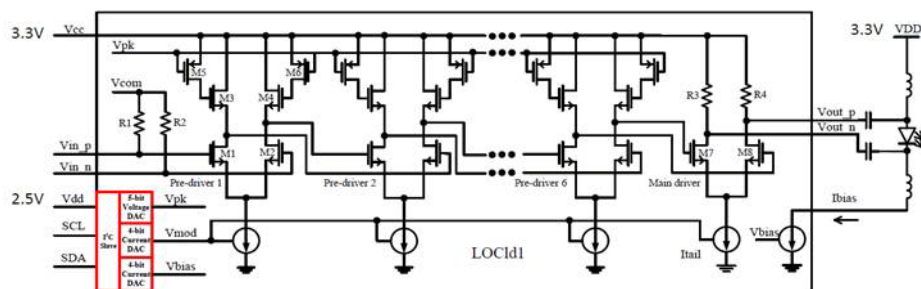 3.3V
Vcc
3.3V
VDD
Vpk
M5
M6
Vcom
M3
M4
R1
R2
R3
R4
Vout_p
Vout_n
Vin_p
M1
M2
M7
M8
Vin_n
Pre-driver 1
Pre-driver 2
Pre-driver 6
Main driver
2.5V
Vdd
5-bit
Voltage
DAC
Vpk
Ibias
SCL
I²C
Slave
4-bit
Current
DAC
Vmod
LOCld1
Itail
Vbias
SDA
4-bit
Current
DAC
Vbias